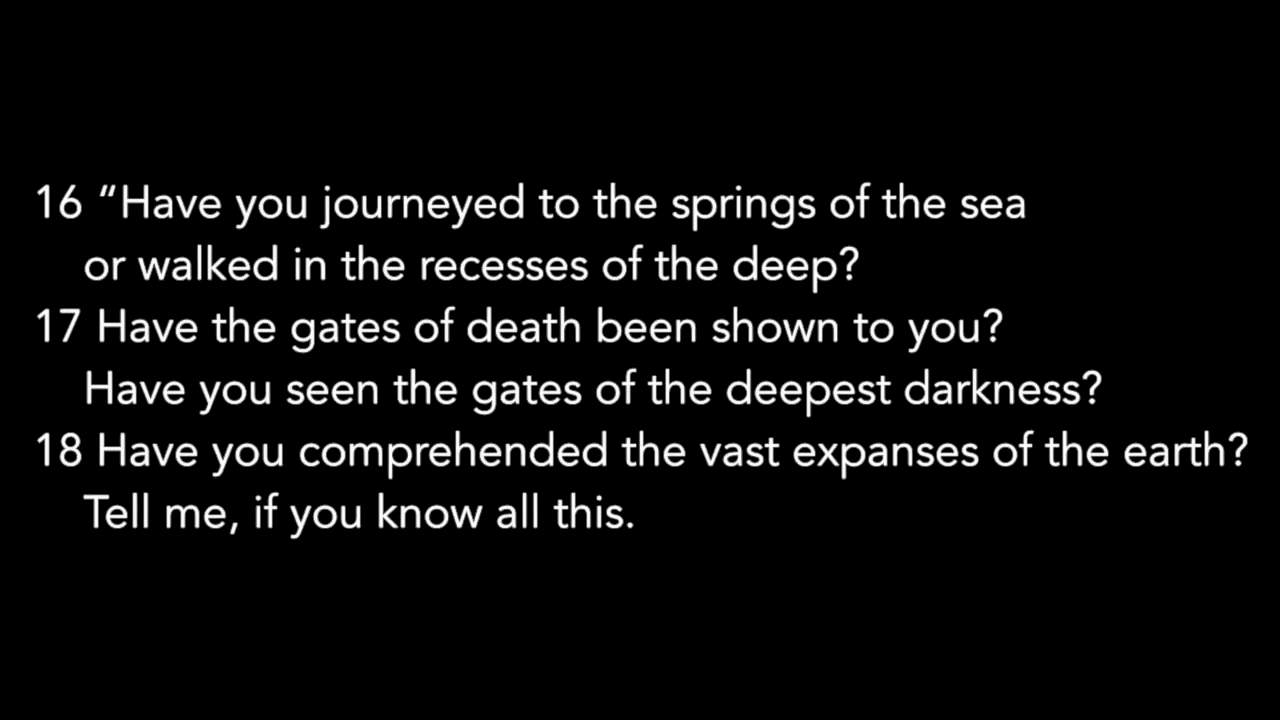 16 “Have you journeyed to the springs of the sea
or walked in the recesses of the deep?
17 Have the gates of death been shown to you?
Have you seen the gates of the deepest darkness?
18 Have you comprehended the vast expanses of the earth?
Tell me, if you know all this.